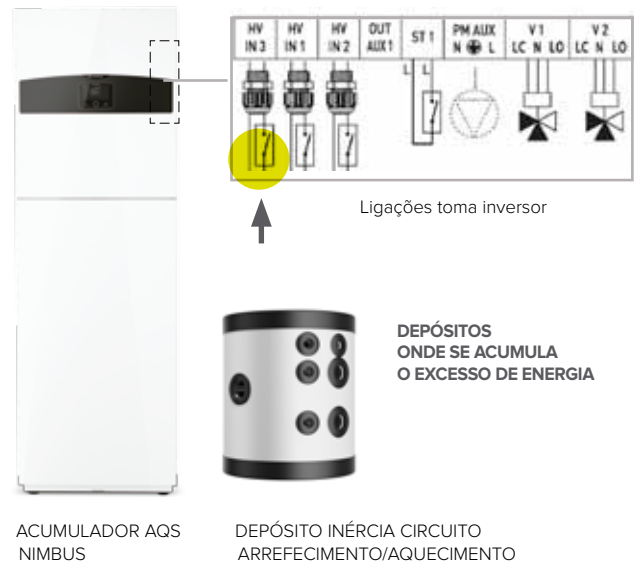 HV IN 3
HV IN 1
HV IN 2
OUT AUX 1
ST 1
PM AUX N L
V 1 LC N LO
V 2 LC N LO
L L
Ligações toma inversor
DEPÓSITOS
ONDE SE ACUMULA
O EXCESSO DE ENERGIA
ACUMULADOR AQS
NIMBUS
DEPÓSITO INÉRCIA CIRCUITO
ARREFECIMENTO/AQUECIMENTO